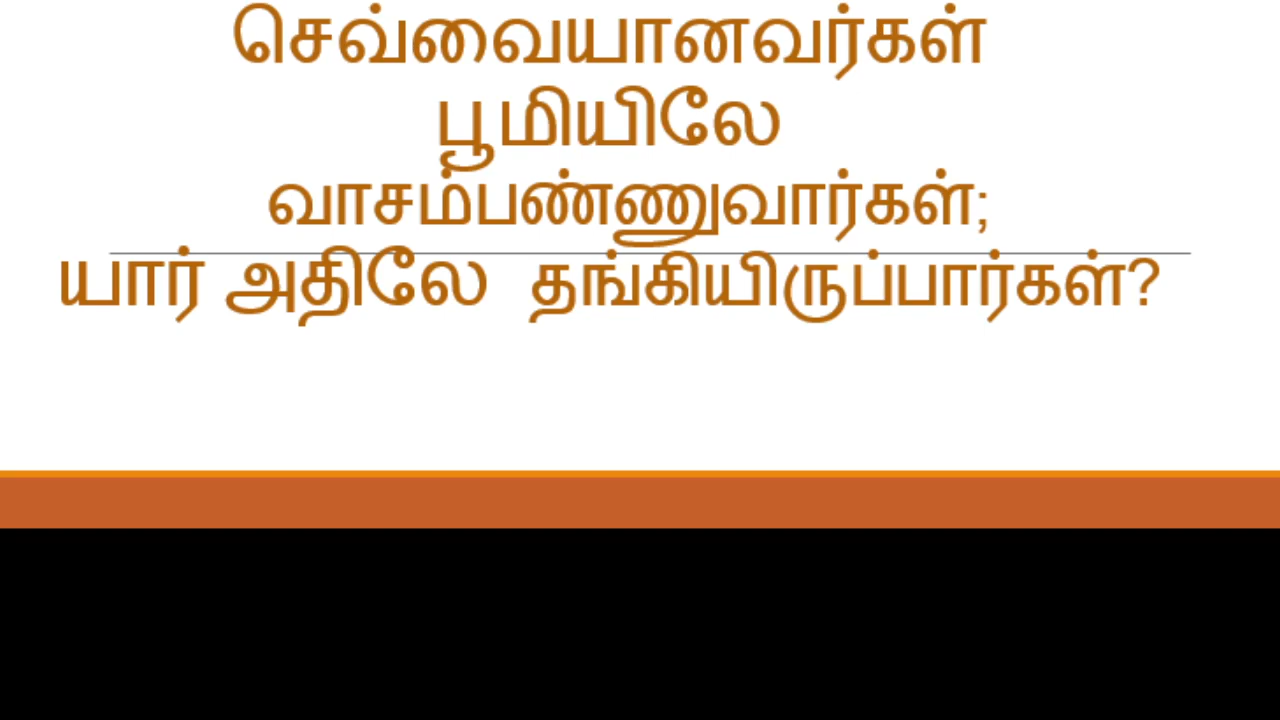 செவ்வையானவர்கள்
பூமியிலே
வாசம்பண்ணுவார்கள்;
யார் அதிலே தங்கியிருப்பார்கள்?